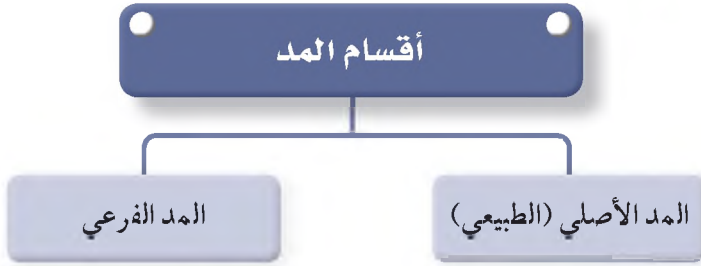 أقسام المد
المد الأصلي (الطبيعي)
المد الفرعي